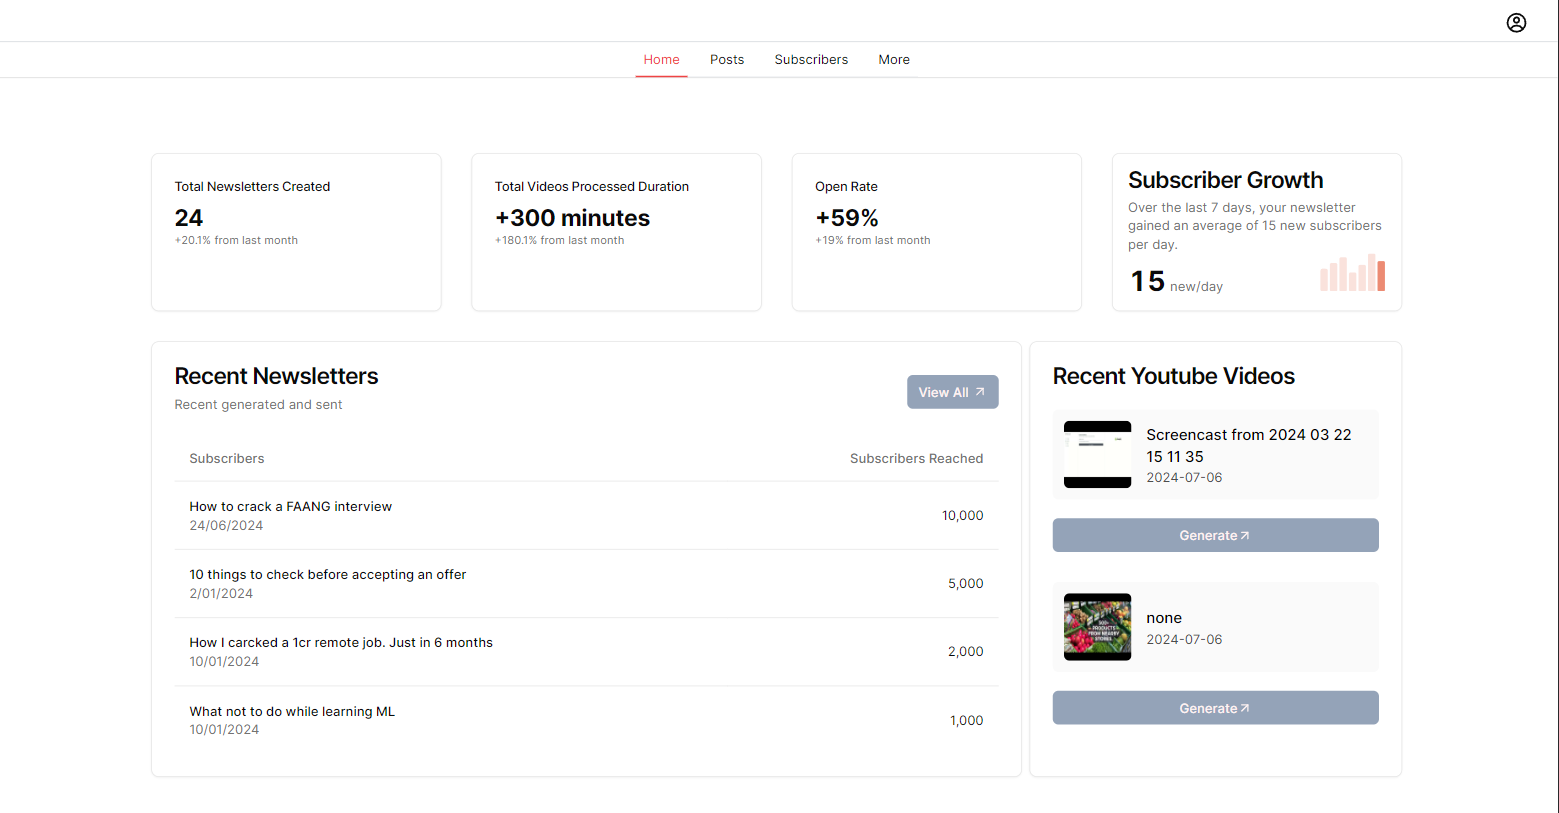 Home Posts Subscribers More
Total Newsletters Created
24
+20.1% from last month
Total Videos Processed Duration
+300 minutes
+180.1% from last month
Open Rate
+59%
+19% from last month
Subscriber Growth
Over the last 7 days, your newsletter
gained an average of 15 new subscribers
per day.
15 new/day
Recent Newsletters
Recent generated and sent
View All
Subscribers Subscribers Reached
How to crack a FAANG interview
24/06/2024
10,000
10 things to check before accepting an offer
2/01/2024
5,000
How I carcked a 1cr remote job. Just in 6 months
10/01/2024
2,000
What not to do while learning ML
10/01/2024
1,000
Recent Youtube Videos
Screencast from 2024 03 22
15 11 35
2024-07-06
Generate
PRODUCTS
FROM NEARBY
STORES
none
2024-07-06
Generate